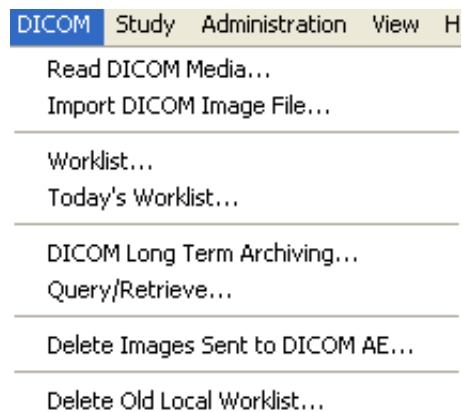 DICOM Study Administration View H
Read DICOM Media...
Import DICOM Image File...
Worklist...
Today's Worklist...
DICOM Long Term Archiving...
Query/Retrieve...
Delete Images Sent to DICOM AE...
Delete Old Local Worklist...